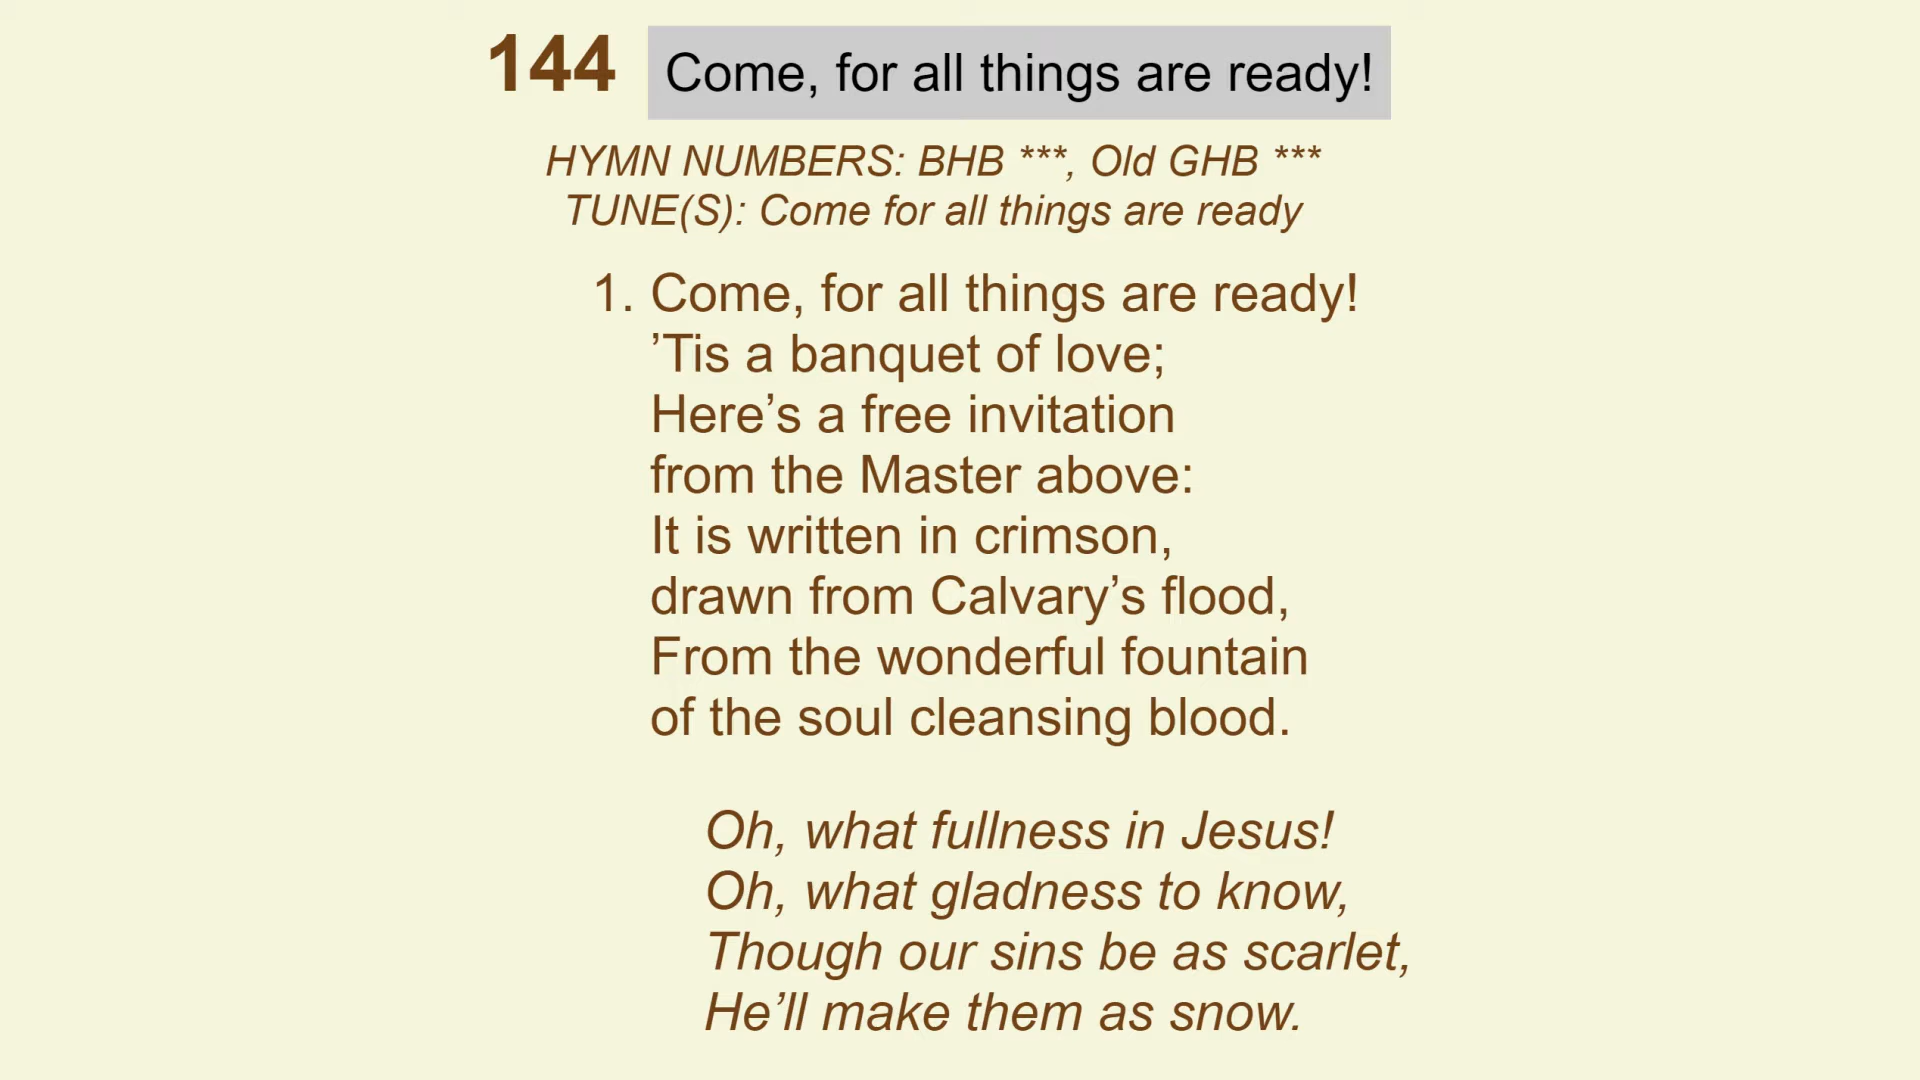 144 Come, for all things are ready!
HYMN NUMBERS: BHB ***, Old GHB ***
TUNE(S): Come for all things are ready
1. Come, for all things are ready!
’Tis a banquet of love;
Here’s a free invitation
from the Master above:
It is written in crimson,
drawn from Calvary’s flood,
From the wonderful fountain
of the soul cleansing blood.
Oh, what fullness in Jesus!
Oh, what gladness to know,
Though our sins be as scarlet,
He’ll make them as snow.